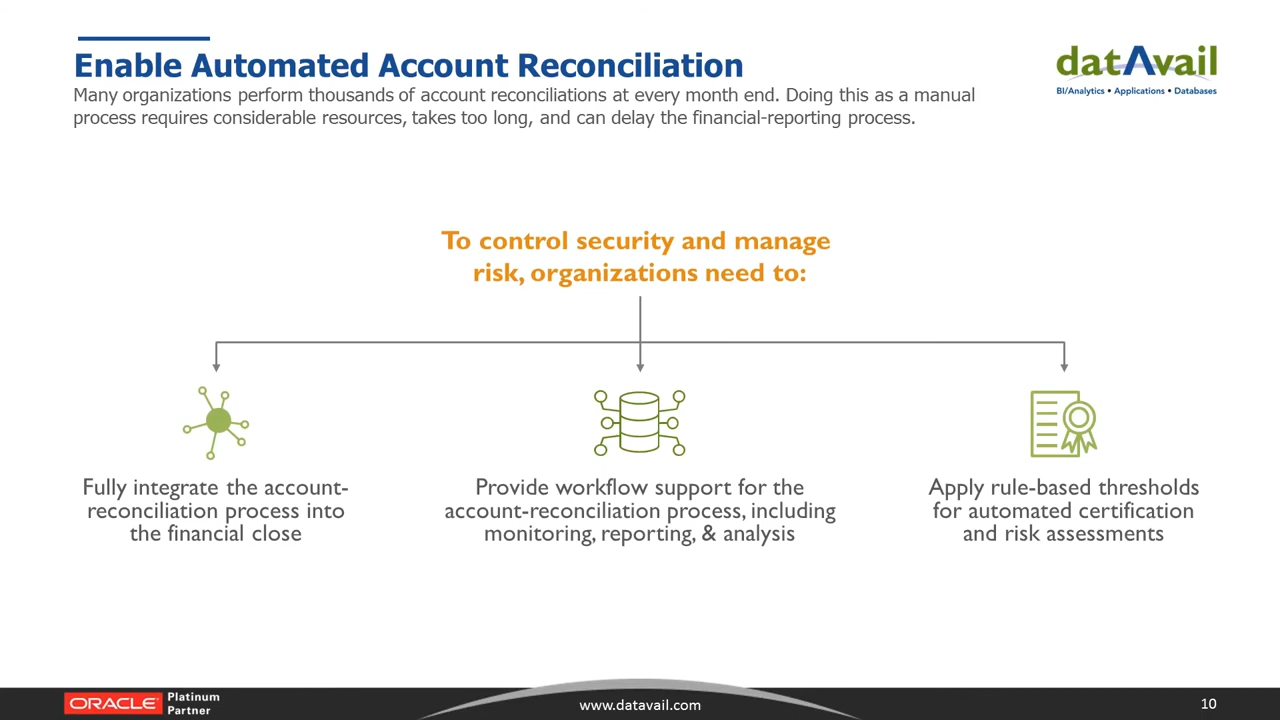 Enable Automated Account Reconciliation
Many organizations perform thousands of account reconciliations at every month end. Doing this as a manual
process requires considerable resources, takes too long, and can delay the financial-reporting process.
datAvail
BI/Analytics • Applications • Databases
To control security and manage
risk, organizations need to:
Fully integrate the account-
reconciliation process into
the financial close
Provide workflow support for the
account-reconciliation process, including
monitoring, reporting, & analysis
Apply rule-based thresholds
for automated certification
and risk assessments
ORACLE
Platinum
Partner
www.datavail.com
10